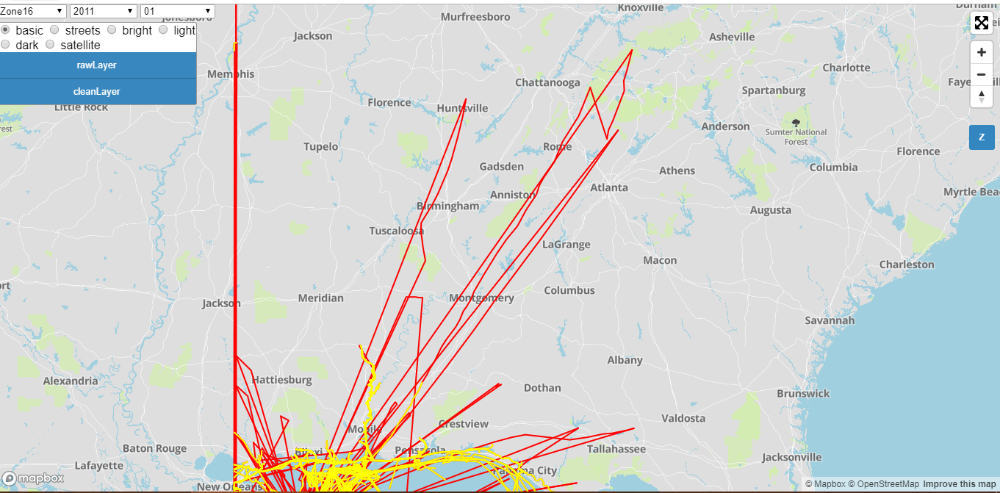 Zone16 2011 01
basic streets bright light
dark satellite
rawLayer
cleanLayer
Jonesboro
Murfreesboro
Knoxville
Durham
Jackson
Asheville
Memphis
Charlotte
Chattanooga
Spartanburg
Florence
Huntsville
Little Rock
Anderson
Sumter National
Forest
Z
Tupelo
Rome
Florence
Gadsden
Athens
Columbia
Atlanta
Anniston
Myrtle Bea
Birmingham
Augusta
Tuscaloosa
LaGrange
Macon
Charleston
Columbus
Jackson
Meridian
Montgomery
Savannah
Albany
Alexandria
Hattiesburg
Dothan
Brunswick
Valdosta
Crestview
Mobile
Baton Rouge
Biloxi
Pensacola
Tallahassee
Jacksonville
Lafayette
Panama City
mapbox
New Orleans
© Mapbox © OpenStreetMap Improve this map